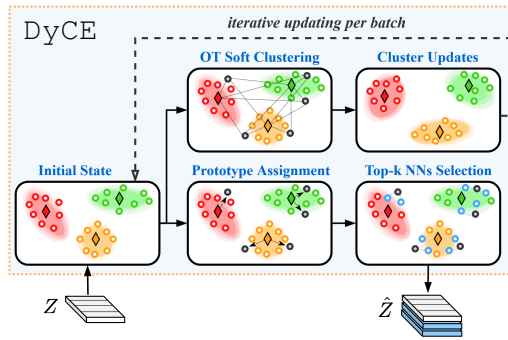 DyCE
iterative updating per batch
OT Soft Clustering
Cluster Updates
Initial State
Prototype Assignment
Top-k NNs Selection
Z
Ẑ